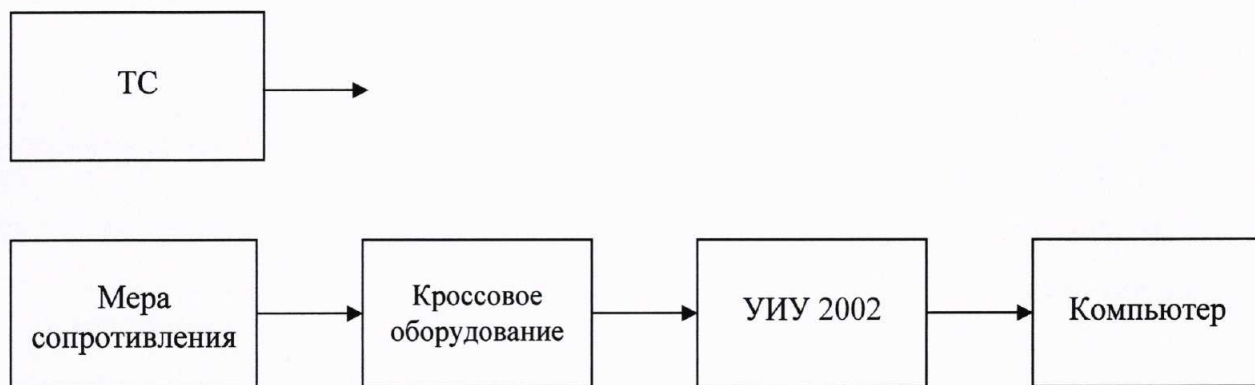 ТС
Мера
сопротивления
Кроссовое
оборудование
УИУ 2002
Компьютер